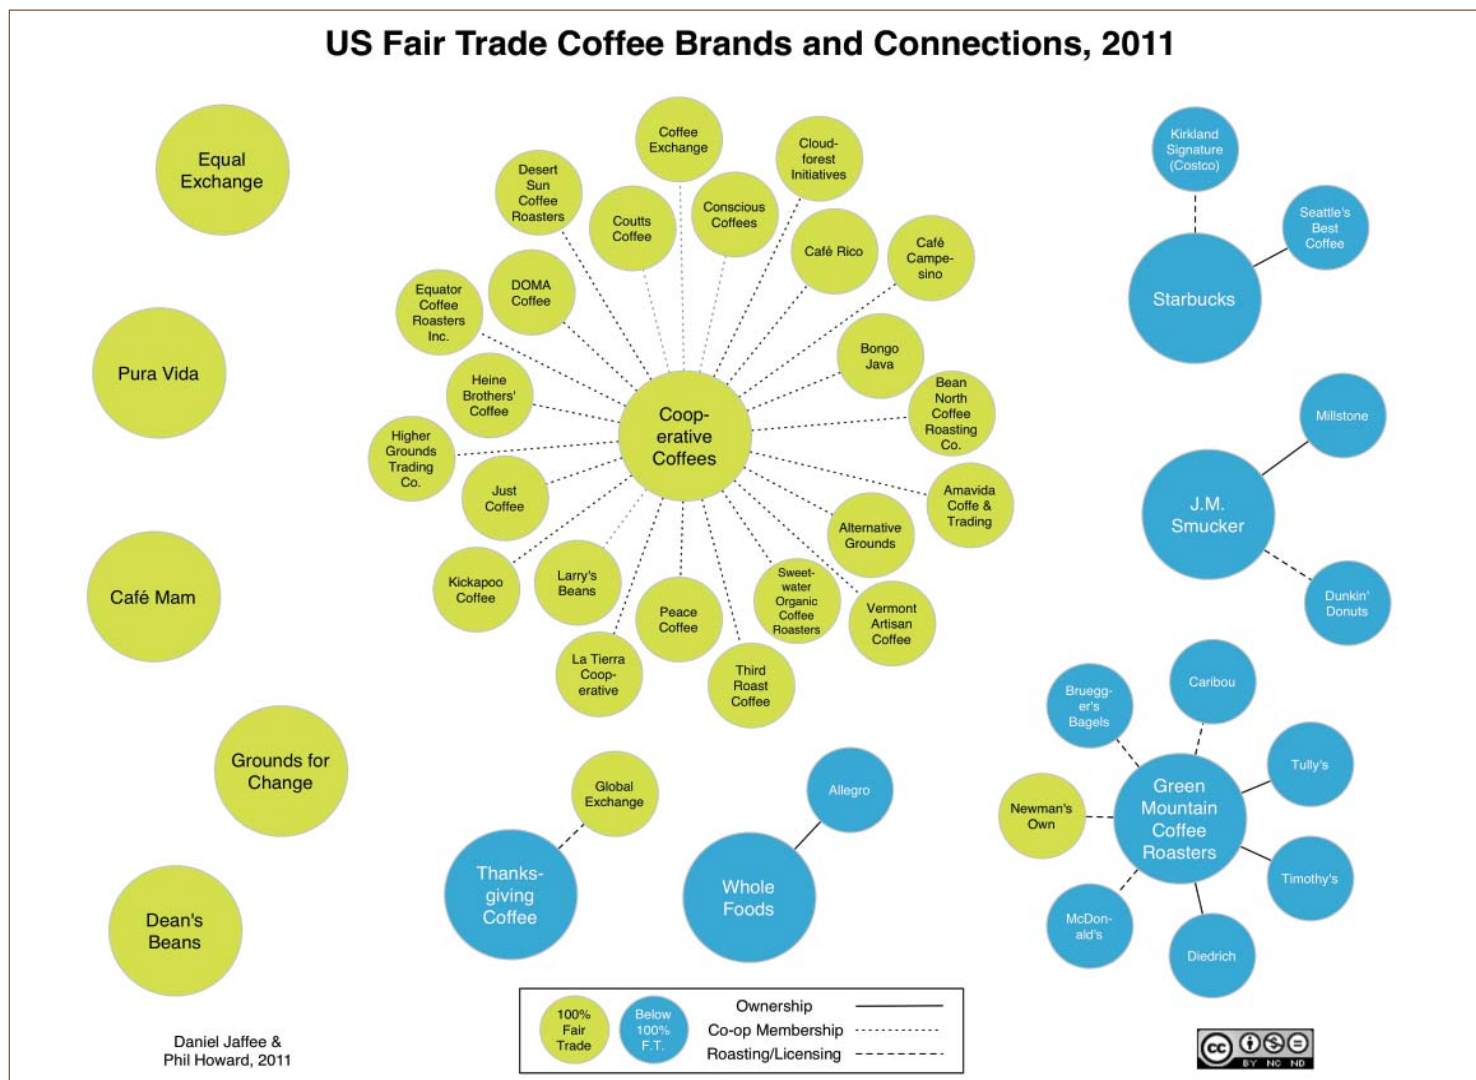 US Fair Trade Coffee Brands and Connections, 2011
Equal
Exchange
Pura Vida
Café Mam
Grounds for
Change
Dean's
Beans
Daniel Jaffee &
Phil Howard, 2011
Coffee
Exchange
Cloud-
forest
Initiatives
Desert
Sun
Coffee
Roasters
Coutts
Coffee
Conscious
Coffees
Café Rico
Café
Campe-
sino
DOMA
Coffee
Equator
Coffee
Roasters
Inc.
Bongo
Java
Heine
Brothers'
Coffee
Bean
North
Coffee
Roasting
Co.
Coop-
erative
Coffees
Higher
Grounds
Trading
Co.
Just
Coffee
Amavida
Coffe &
Trading
Alternative
Grounds
Kickapoo
Coffee
Larry's
Beans
Peace
Coffee
Sweet-
water
Organic
Coffee
Roasters
Vermont
Artisan
Coffee
La Tierra
Coop-
erative
Third
Roast
Coffee
Global
Exchange
Thanks-
giving
Coffee
Allegro
Whole
Foods
Kirkland
Signature
(Costco)
Seattle's
Best
Coffee
Starbucks
Millstone
J.M.
Smucker
Dunkin'
Donuts
Bruegg-
er's
Bagels
Caribou
Tully's
Newman's
Own
Green
Mountain
Coffee
Roasters
Timothy's
McDon-
ald's
Diedrich
100%
Fair
Trade
Below
100%
F.T.
Ownership
Co-op Membership
Roasting/Licensing
cc
BY NC ND